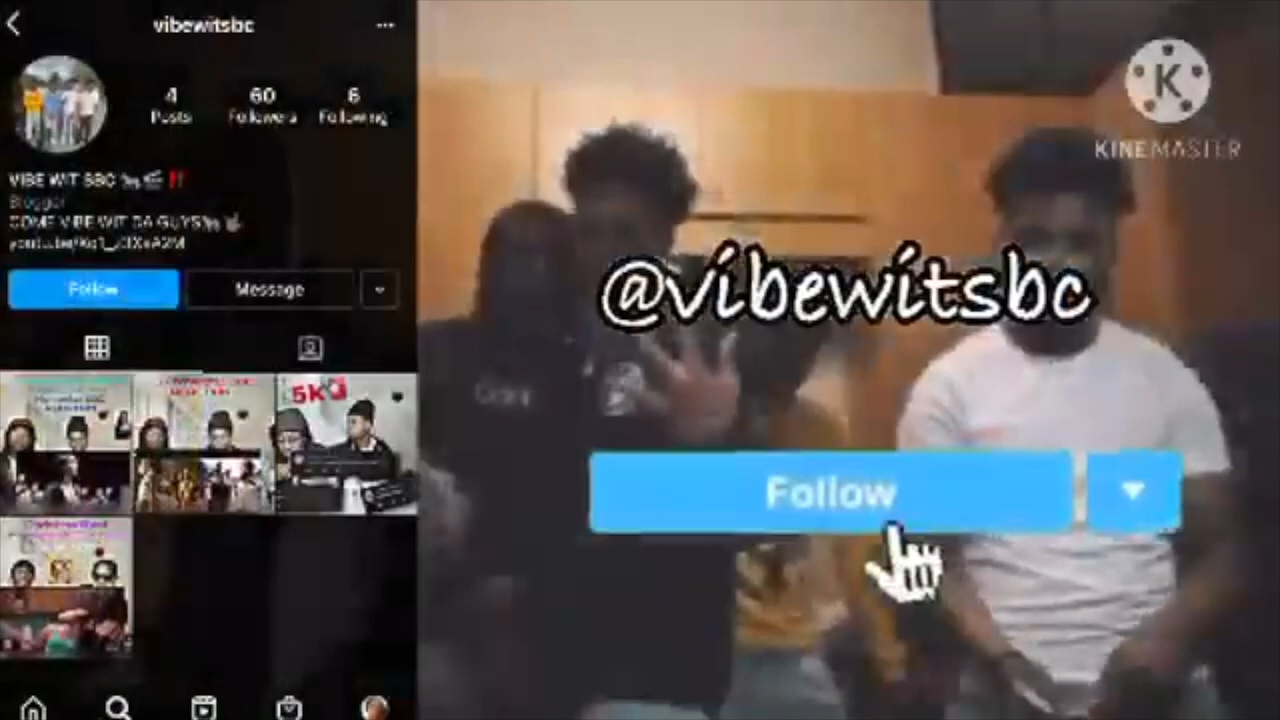 vibewitsbc
4
60
6
Posts
Followers
Following
VIBE WIT SBC
Blogger
COME VIBE WIT DA GUYS
Follow
Message
5K
@vibewitsbc
Follow
K
KINEMASTER